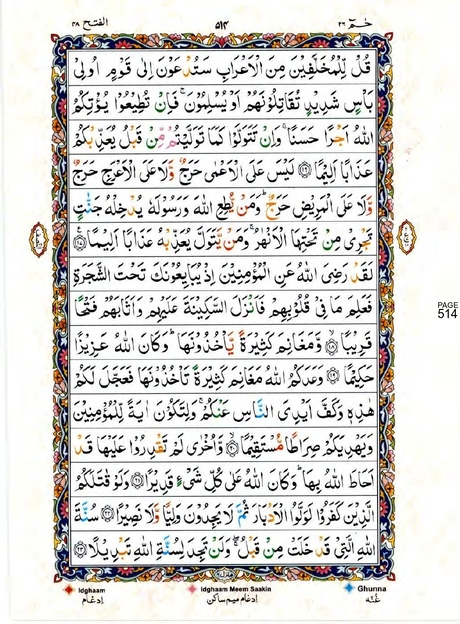 الفتح ٤٨
٥١٤
حٰمٓ ٢٦
قُلْ لِّلْمُخَلَّفِیْنَ مِنَ الْاَعْرَابِ سَتُدْعَوْنَ اِلٰی قَوْمٍ اُولِیْ
بَاْسٍ شَدِیْدٍ تُقَاتِلُوْنَهُمْ اَوْ یُسْلِمُوْنَ ۚ فَاِنْ تُطِیْعُوْا یُؤْتِكُمُ
اللّٰهُ اَجْرًا حَسَنًا ۚ وَاِنْ تَتَوَلَّوْا كَمَا تَوَلَّیْتُمْ مِّنْ قَبْلُ یُعَذِّبْكُمْ
عَذَابًا اَلِیْمًا ۝١٦ لَیْسَ عَلَی الْاَعْمٰی حَرَجٌ وَّلَا عَلَی الْاَعْرَجِ حَرَجٌ
وَّلَا عَلَی الْمَرِیْضِ حَرَجٌ ؕ وَمَنْ یُّطِعِ اللّٰهَ وَرَسُوْلَهٗ یُدْخِلْهُ جَنّٰتٍ
تَجْرِیْ مِنْ تَحْتِهَا الْاَنْهٰرُ ۚ وَمَنْ یَّتَوَلَّ یُعَذِّبْهُ عَذَابًا اَلِیْمًا ۝١٧
لَقَدْ رَضِیَ اللّٰهُ عَنِ الْمُؤْمِنِیْنَ اِذْ یُبَایِعُوْنَكَ تَحْتَ الشَّجَرَةِ
فَعَلِمَ مَا فِیْ قُلُوْبِهِمْ فَاَنْزَلَ السَّكِیْنَةَ عَلَیْهِمْ وَاَثَابَهُمْ فَتْحًا
قَرِیْبًا ۝١٨ وَّمَغَانِمَ كَثِیْرَةً یَّاْخُذُوْنَهَا ؕ وَكَانَ اللّٰهُ عَزِیْزًا
حَكِیْمًا ۝١٩ وَعَدَكُمُ اللّٰهُ مَغَانِمَ كَثِیْرَةً تَاْخُذُوْنَهَا فَعَجَّلَ لَكُمْ
هٰذِهٖ وَكَفَّ اَیْدِیَ النَّاسِ عَنْكُمْ ۚ وَلِتَكُوْنَ اٰیَةً لِّلْمُؤْمِنِیْنَ
وَیَهْدِیَكُمْ صِرَاطًا مُّسْتَقِیْمًا ۝٢٠ وَّاُخْرٰی لَمْ تَقْدِرُوْا عَلَیْهَا قَدْ
اَحَاطَ اللّٰهُ بِهَا ؕ وَكَانَ اللّٰهُ عَلٰی كُلِّ شَیْءٍ قَدِیْرًا ۝٢١ وَلَوْ قٰتَلَكُمُ
الَّذِیْنَ كَفَرُوْا لَوَلَّوُا الْاَدْبَارَ ثُمَّ لَا یَجِدُوْنَ وَلِیًّا وَّلَا نَصِیْرًا ۝٢٢ سُنَّةَ
اللّٰهِ الَّتِیْ قَدْ خَلَتْ مِنْ قَبْلُ ۖۚ وَلَنْ تَجِدَ لِسُنَّةِ اللّٰهِ تَبْدِیْلًا ۝٢٣
PAGE
514
Idghaam
ادغام
Idghaam Meem Saakin
ادغام میم ساکن
Ghunna
غنّه